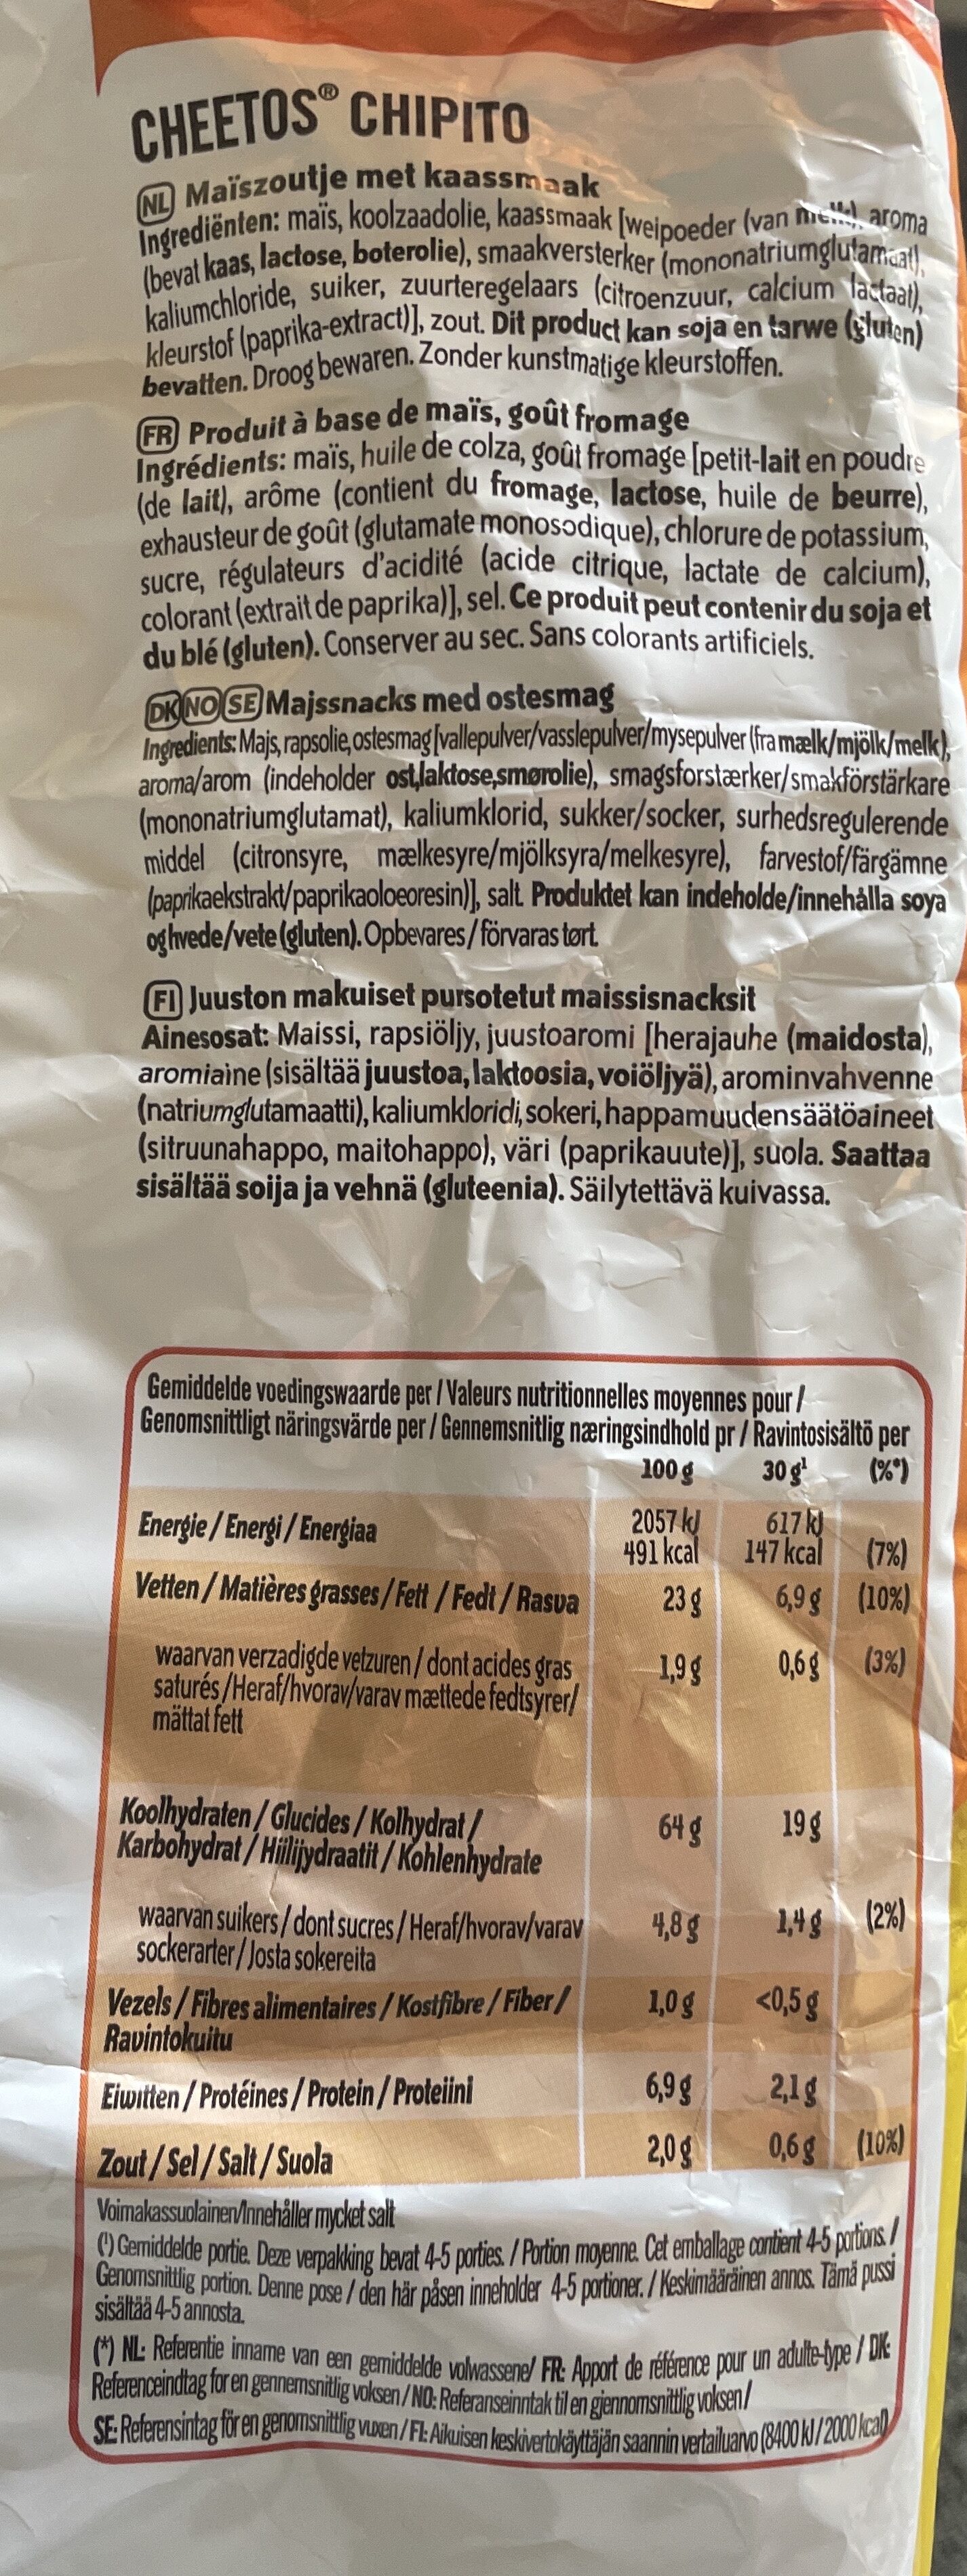 CHEETOS® CHIPITO
NL Maïszoutje met kaassmaak
Ingrediënten: maïs, koolzaadolie, kaassmaak [weipoeder (van melk), aroma
(bevat kaas, lactose, boterolie), smaakversterker (mononatriumglutamaat),
kaliumchloride, suiker, zuurteregelaars (citroenzuur, calcium lactaat),
kleurstof (paprika-extract)], zout. Dit product kan soja en tarwe (gluten)
bevatten. Droog bewaren. Zonder kunstmatige kleurstoffen.
FR Produit à base de maïs, goût fromage
Ingrédients: maïs, huile de colza, goût fromage [petit-lait en poudre
(de lait), arôme (contient du fromage, lactose, huile de beurre),
exhausteur de goût (glutamate monosodique), chlorure de potassium,
sucre, régulateurs d'acidité (acide citrique, lactate de calcium),
colorant (extrait de paprika)], sel. Ce produit peut contenir du soja et
du blé (gluten). Conserver au sec. Sans colorants artificiels.
DK NO SE Majssnacks med ostesmag
Ingredients: Majs, rapsolie, ostesmag [vallepulver/vasslepulver/mysepulver (fra mælk/mjölk/melk),
aroma/arom (indeholder ost,laktose,smørolie), smagsforstærker/smakförstärkare
(mononatriumglutamat), kaliumklorid, sukker/socker, surhedsregulerende
middel (citronsyre, mælkesyre/mjölksyra/melkesyre), farvestof/färgämne
(paprikaekstrakt/paprikaoloeoresin)], salt. Produktet kan indeholde/innehålla soya
og hvede/vete (gluten). Opbevares/förvaras tørt.
FI Juuston makuiset pursotetut maissisnacksit
Ainesosat: Maissi, rapsiöljy, juustoaromi [herajauhe (maidosta),
aromiaine (sisältää juustoa, laktoosia, voiöljyä), arominvahvenne
(natriumglutamaatti), kaliumkloridi, sokeri, happamuudensäätöaineet
(sitruunahappo, maitohappo), väri (paprikauute)], suola. Saattaa
sisältää soija ja vehnä (gluteenia). Säilytettävä kuivassa.
Gemiddelde voedingswaarde per / Valeurs nutritionnelles moyennes pour /
Genomsnittligt näringsvärde per / Gennemsnitlig næringsindhold pr / Ravintosisältö per
100 g 30 g¹ (%*)
Energie / Energi / Energiaa 2057 kJ 617 kJ
491 kcal 147 kcal (7%)
Vetten / Matières grasses / Fett / Fedt / Rasva 23 g 6,9 g (10%)
waarvan verzadigde vetzuren / dont acides gras 1,9 g 0,6 g (3%)
saturés /Heraf/hvorav/varav mættede fedtsyrer/
mättat fett
Koolhydraten / Glucides / Kolhydrat / 64 g 19 g
Karbohydrat / Hiilijydraatit / Kohlenhydrate
waarvan suikers / dont sucres / Heraf/hvorav/varav 4,8 g 1,4 g (2%)
sockerarter / Josta sokereita
Vezels / Fibres alimentaires / Kostfibre / Fiber / 1,0 g <0,5 g
Ravintokuitu
Eiwitten / Protéines / Protein / Proteiini 6,9 g 2,1 g
Zout / Sel / Salt / Suola 2,0 g 0,6 g (10%)
Voimakassuolainen/Innehåller mycket salt
(¹) Gemiddelde portie. Deze verpakking bevat 4-5 porties. / Portion moyenne. Cet emballage contient 4-5 portions. /
Genomsnittlig portion. Denne pose / den här påsen inneholder 4-5 portioner. / Keskimääräinen annos. Tämä pussi
sisältää 4-5 annosta.
(*) NL: Referentie inname van een gemiddelde volwassene/ FR: Apport de référence pour un adulte-type / DK:
Referenceindtag for en gennemsnitlig voksen / NO: Referanseinntak til en gjennomsnittlig voksen /
SE: Referensintag för en genomsnittlig vuxen / FI: Aikuisen keskivertokäyttäjän saannin vertailuarvo (8400 kJ / 2000 kcal)